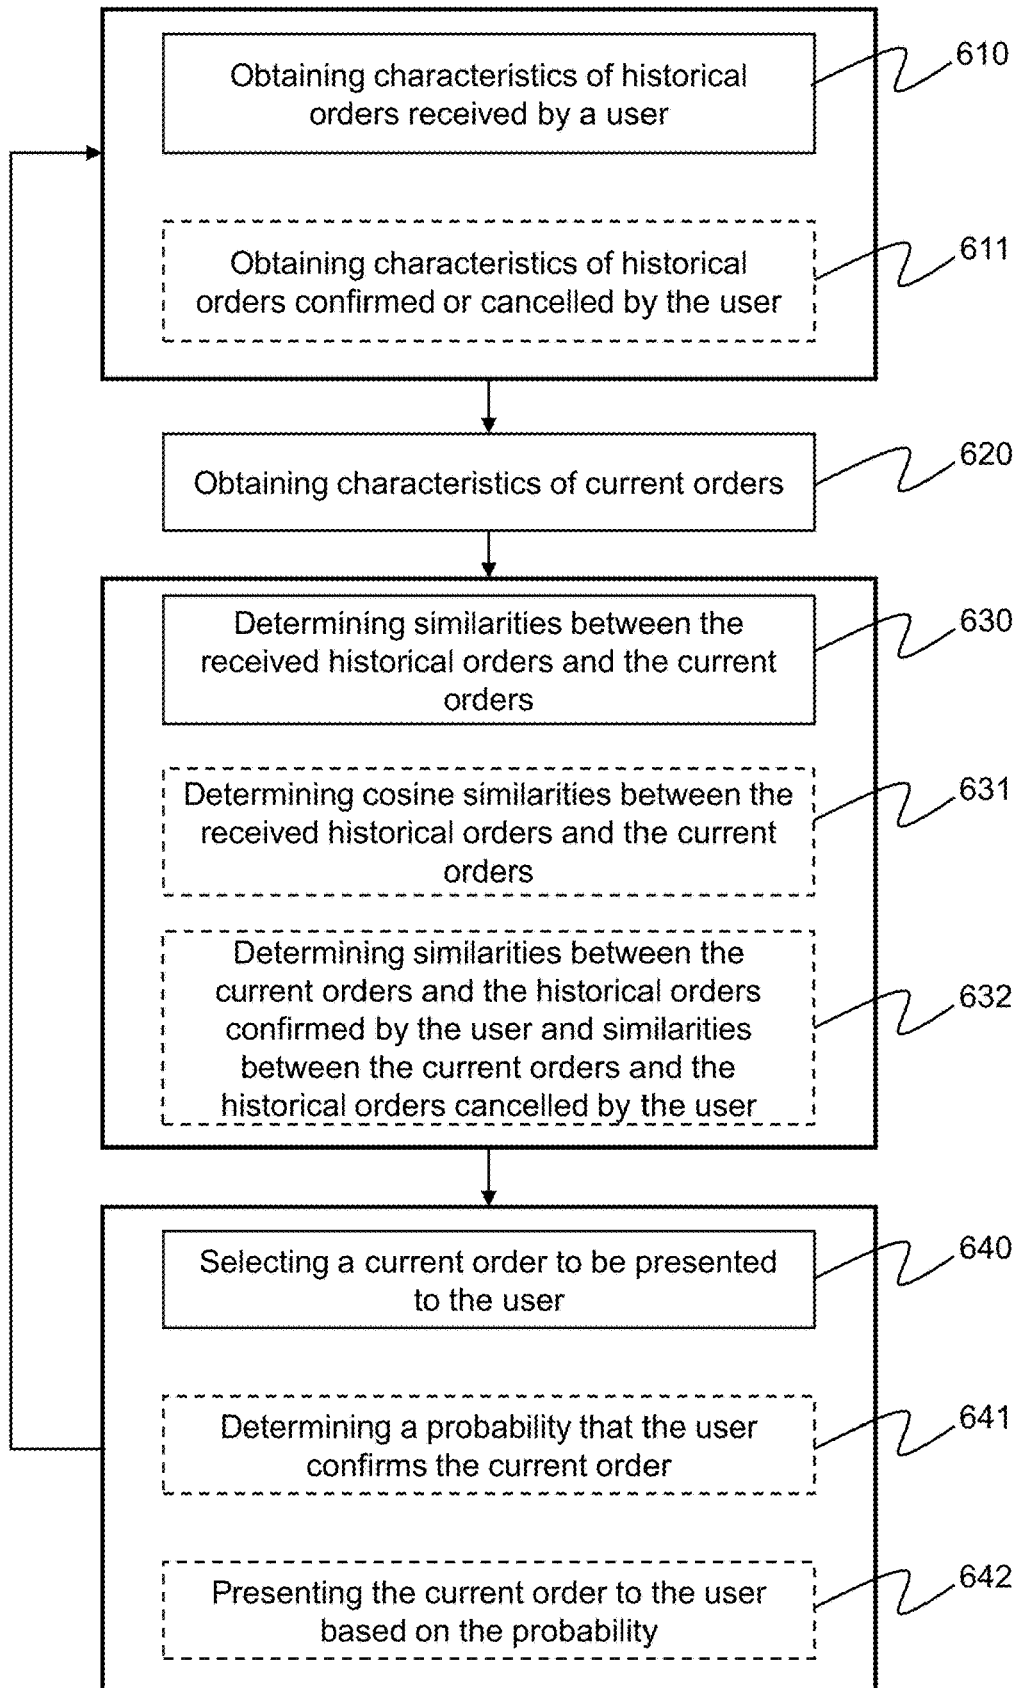 Obtaining characteristics of historical
orders received by a user
610
Obtaining characteristics of historical
orders confirmed or cancelled by the user
611
Obtaining characteristics of current orders
620
Determining similarities between the
received historical orders and the current
orders
630
Determining cosine similarities between the
received historical orders and the current
orders
631
Determining similarities between the
current orders and the historical orders
confirmed by the user and similarities
between the current orders and the
historical orders cancelled by the user
632
Selecting a current order to be presented
to the user
640
Determining a probability that the user
confirms the current order
641
Presenting the current order to the user
based on the probability
642